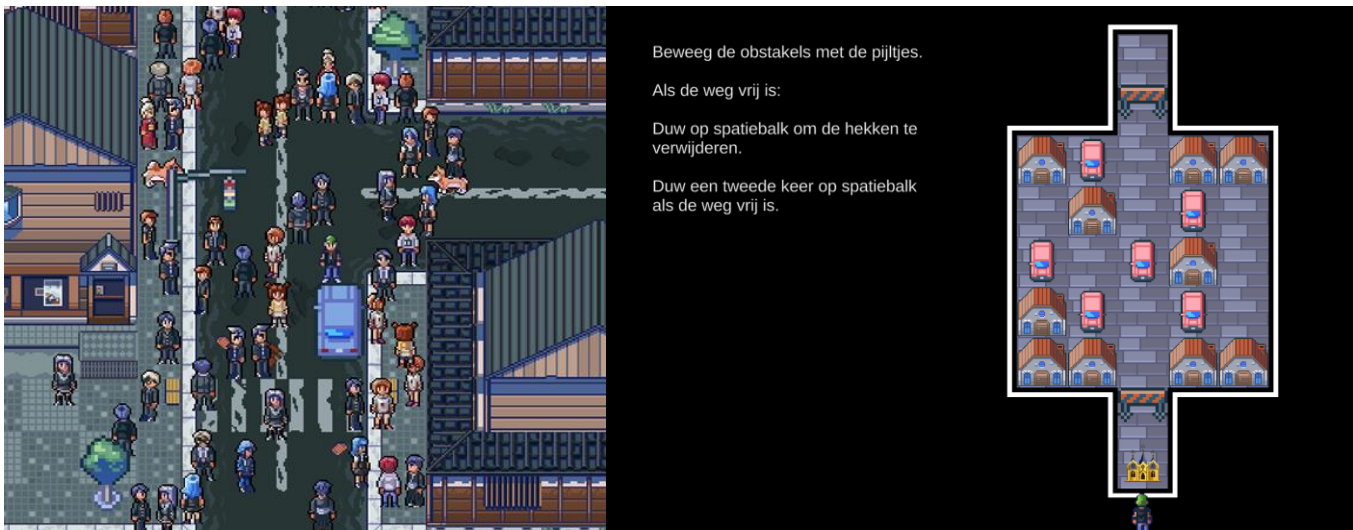 Beweeg de obstakels met de pijltjes.
Als de weg vrij is:
Duw op spatiebalk om de hekken te
verwijderen.
Duw een tweede keer op spatiebalk
als de weg vrij is.